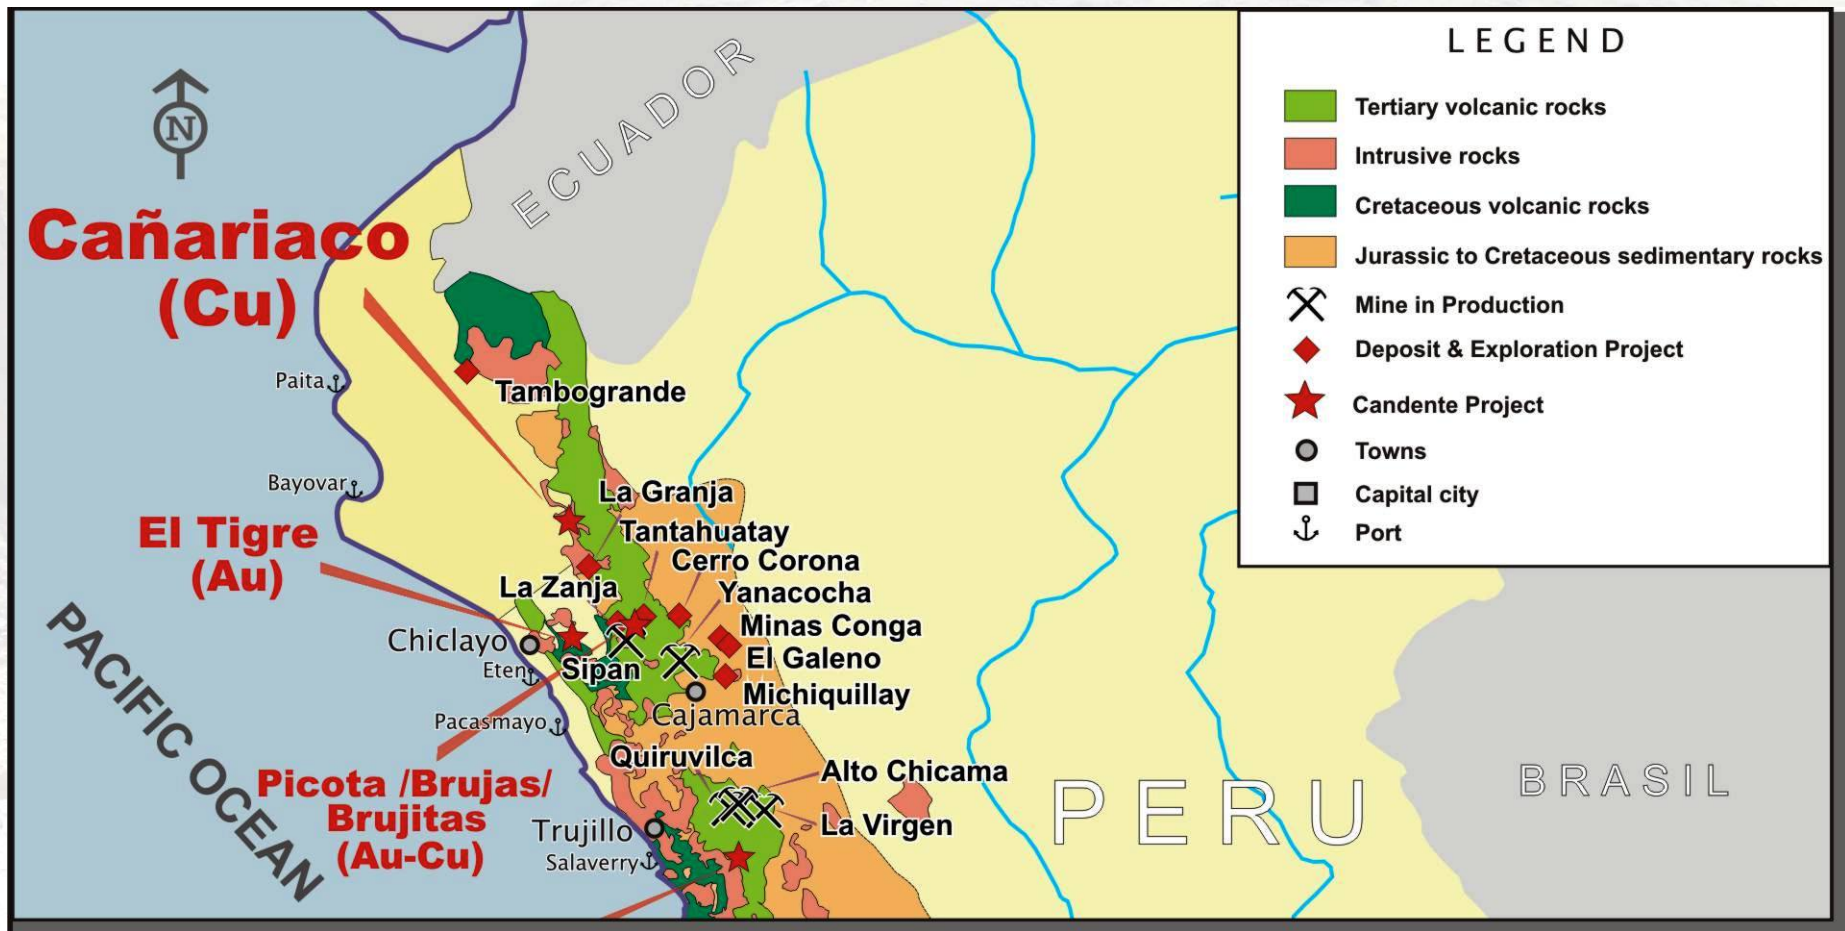 LEGEND
Tertiary volcanic rocks
Intrusive rocks
Cretaceous volcanic rocks
Jurassic to Cretaceous sedimentary rocks
Mine in Production
Deposit & Exploration Project
Candente Project
Towns
Capital city
Port
ECUADOR
N
Cañariaco
(Cu)
Paita
Tambogrande
Bayovar
La Granja
El Tigre
(Au)
Tantahuatay
Cerro Corona
La Zanja
Yanacocha
Minas Conga
Chiclayo
El Galeno
Eten
Sipan
Michiquillay
Cajamarca
Pacasmayo
PACIFIC OCEAN
Quiruvilca
Alto Chicama
Picota /Brujas/
Brujitas
(Au-Cu)
La Virgen
Trujillo
Salaverry
PERU
BRASIL